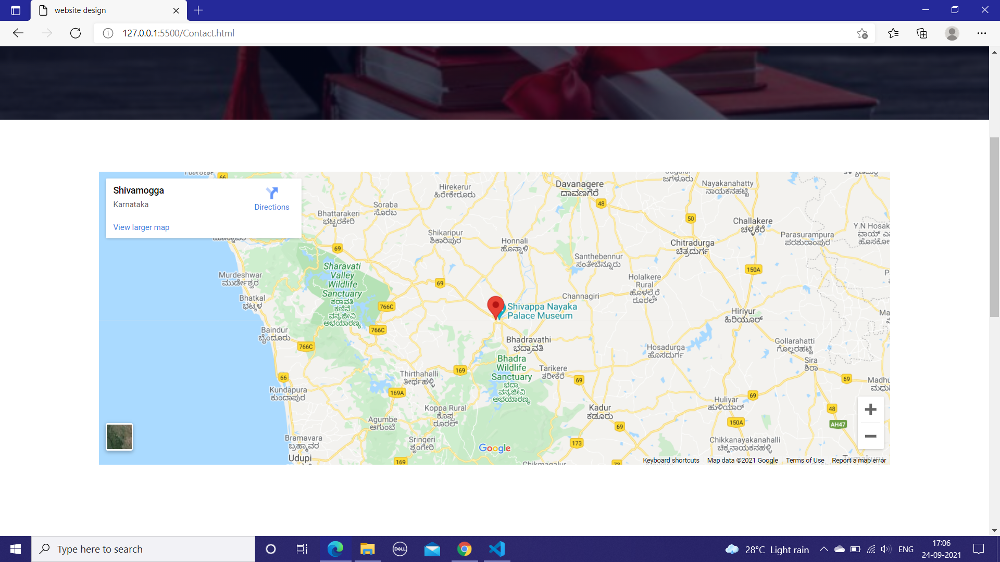 website design
127.0.0.1:5500/Contact.html
Shivamogga
Karnataka
Directions
View larger map
66
Davanagere
ದಾವಣಗೆರೆ
ಜಗಳೂರು
Nayakanahatty
ನಾಯಕನಹಟ್ಟಿ
Hirekerur
ಹಿರೇಕೇರೂರು
48
Soraba
ಸೊರಬ
Bhattarakeri
ಭಟ್ಟರಕೇರಿ
50
Challakere
ಚಳ್ಳಕೆರೆ
Y N Hosak
Shikaripur
ಶಿಕಾರಿಪುರ
Honnali
ಹೊನ್ನಾಳಿ
Chitradurga
ಚಿತ್ರದುರ್ಗ
Parasurampura
ಪರಶುರಾಂಪುರ
69
Santhebennur
ಸಂತೇಬೆನ್ನೂರು
150A
Sharavati
Valley
Wildlife
Sanctuary
ಶರಾವತಿ
ಕಣಿವೆ
ವನ್ಯಜೀವಿ
ಅಭಯಾರಣ್ಯ
Murdeshwar
ಮುರ್ಡೇಶ್ವರ
69
Holalkere
Rural
ಹೊಳಲ್ಕೆರೆ
ರೂರಲ್
Bhatkal
ಭಟ್ಕಳ
Channagiri
766C
Shivappa Nayaka
Palace Museum
Hiriyur
ಹಿರಿಯೂರ್
766C
Baindur
ಬೈಂದೂರು
766C
Bhadravathi
ಭದ್ರಾವತಿ
Hosadurga
ಹೊಸದುರ್ಗ
Gollarahatti
ಗೊಲ್ಲರಹಟ್ಟಿ
Sira
ಶಿರಾ
Bhadra
Wildlife
Sanctuary
ಭದ್ರಾ
ವನ್ಯಜೀವಿ
ಅಭಯಾರಣ್ಯ
Tarikere
ತರೀಕೆರೆ
169
Thirthahalli
ತೀರ್ಥಹಳ್ಳಿ
66
69
69
Kundapura
ಕುಂದಾಪುರ
169A
69
Huliyar
ಹುಳಿಯಾರ್
Koppa Rural
ಕೊಪ್ಪ
ರೂರಲ್
Kadur
ಕಡೂರು
48
Agumbe
ಆಗುಂಬೆ
150A
AH47
69
Bramavara
ಬ್ರಹ್ಮಾವರ
Sringeri
ಶೃಂಗೇರಿ
173
Chikkanayakanahalli
ಚಿಕ್ಕನಾಯಕನಹಳ್ಳಿ
Google
Udupi
169
Chikmagalur
73
Keyboard shortcuts Map data ©2021 Google Terms of Use Report a map error
Type here to search
DELL
28°C Light rain
ENG
17:06
24-09-2021